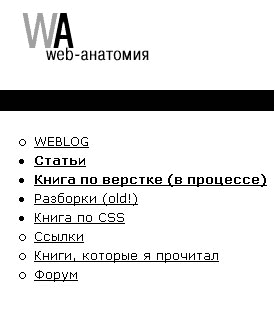 WA
web-анатомия
WEBLOG
Статьи
Книга по верстке (в процессе)
Разборки (old!)
Книга по CSS
Ссылки
Книги, которые я прочитал
Форум